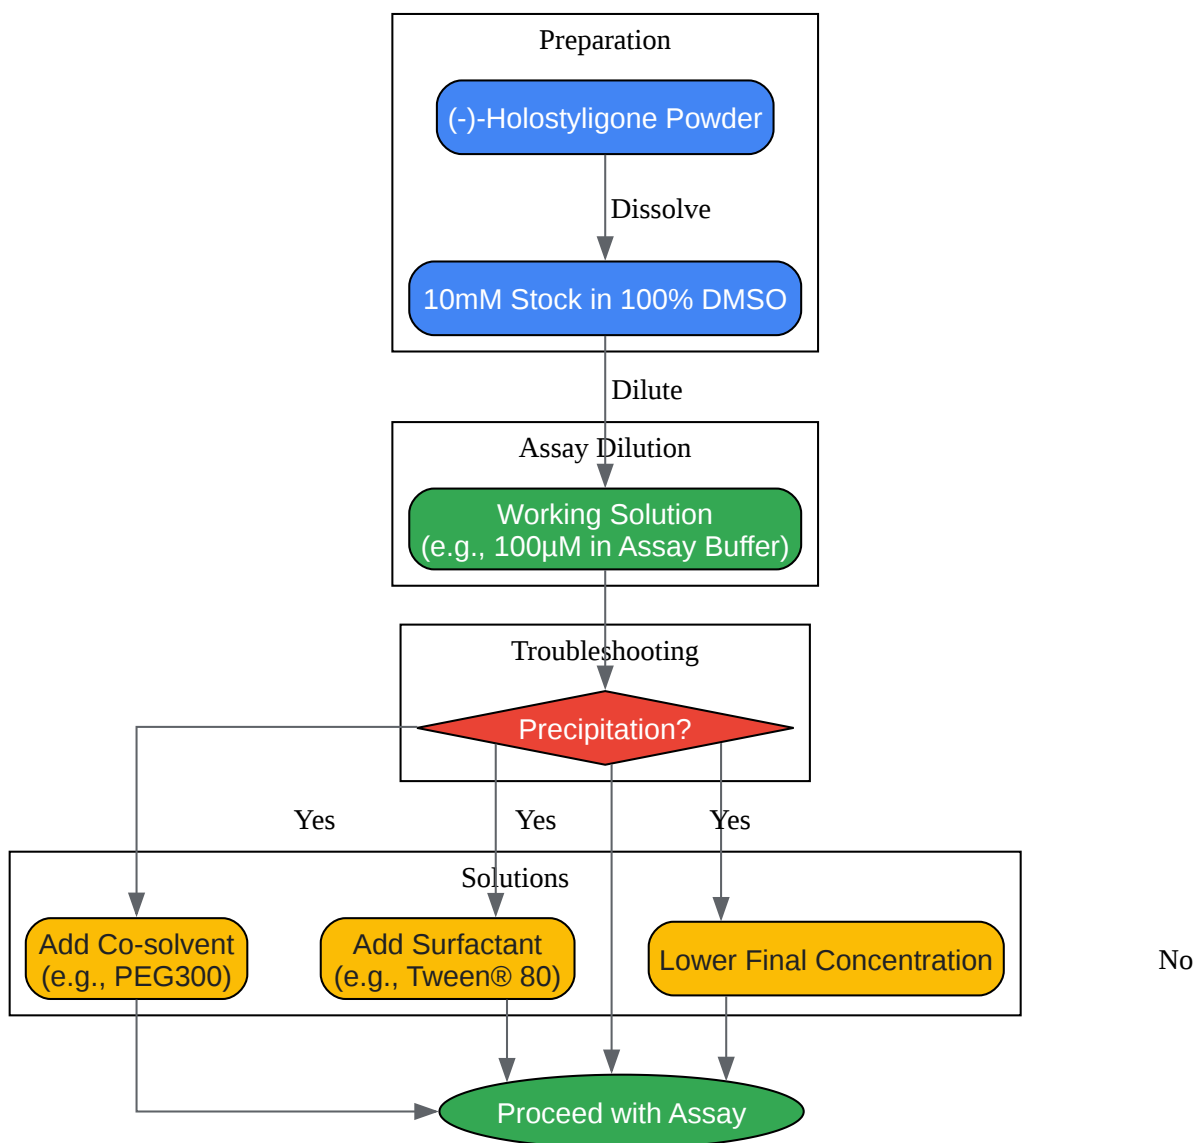 Preparation
(-)-Holostyligone Powder
Dissolve
10mM Stock in 100% DMSO
Dilute
Assay Dilution
Working Solution
(e.g., 100µM in Assay Buffer)
Troubleshooting
Precipitation?
Yes
Yes
Yes
Solutions
Add Co-solvent
(e.g., PEG300)
Add Surfactant
(e.g., Tween® 80)
Lower Final Concentration
No
Proceed with Assay